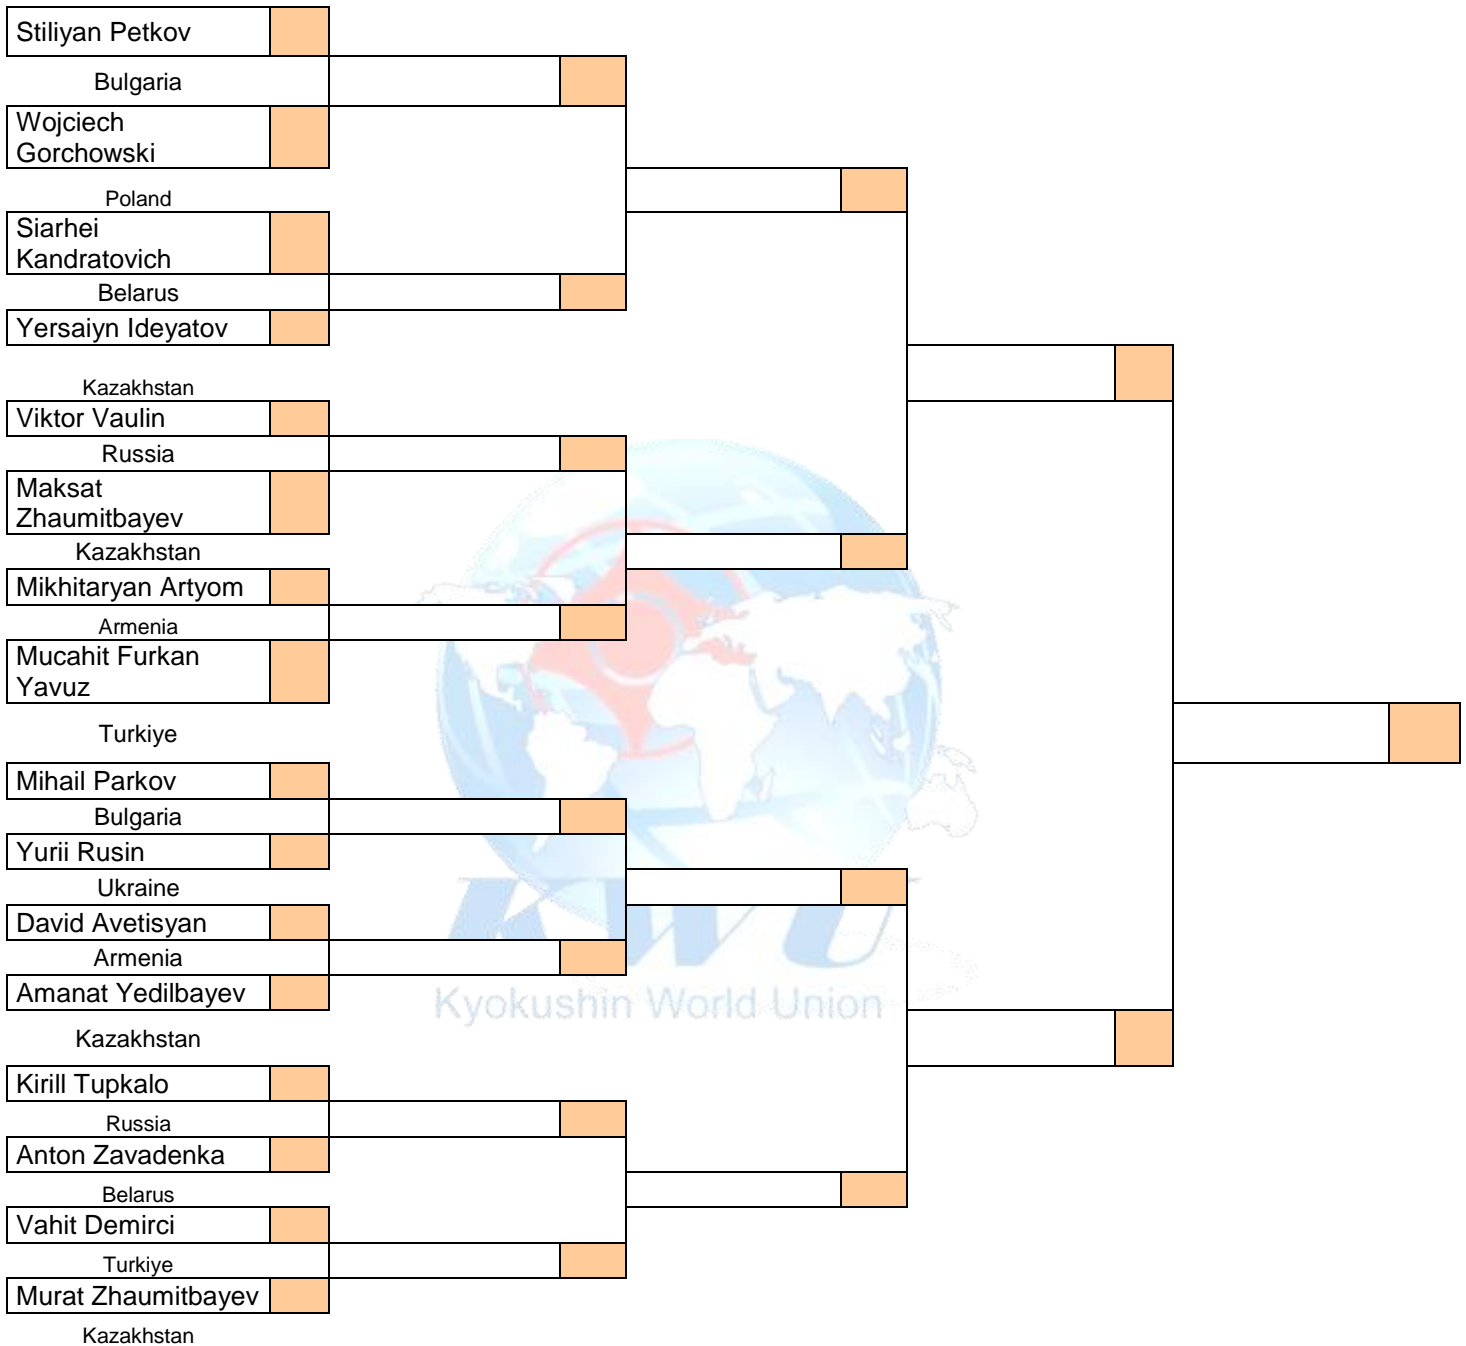 Stiliyan Petkov
Bulgaria
Wojciech
Gorchowski
Poland
Siarhei
Kandratovich
Belarus
Yersaiyn Ideyatov
Kazakhstan
Viktor Vaulin
Russia
Maksat
Zhaumitbayev
Kazakhstan
Mikhitaryan Artyom
Armenia
Mucahit Furkan
Yavuz
Turkiye
Mihail Parkov
Bulgaria
Yurii Rusin
Ukraine
David Avetisyan
Armenia
Amanat Yedilbayev
Kazakhstan
Kirill Tupkalo
Russia
Anton Zavadenka
Belarus
Vahit Demirci
Turkiye
Murat Zhaumitbayev
Kazakhstan
KWU
Kyokushin World Union